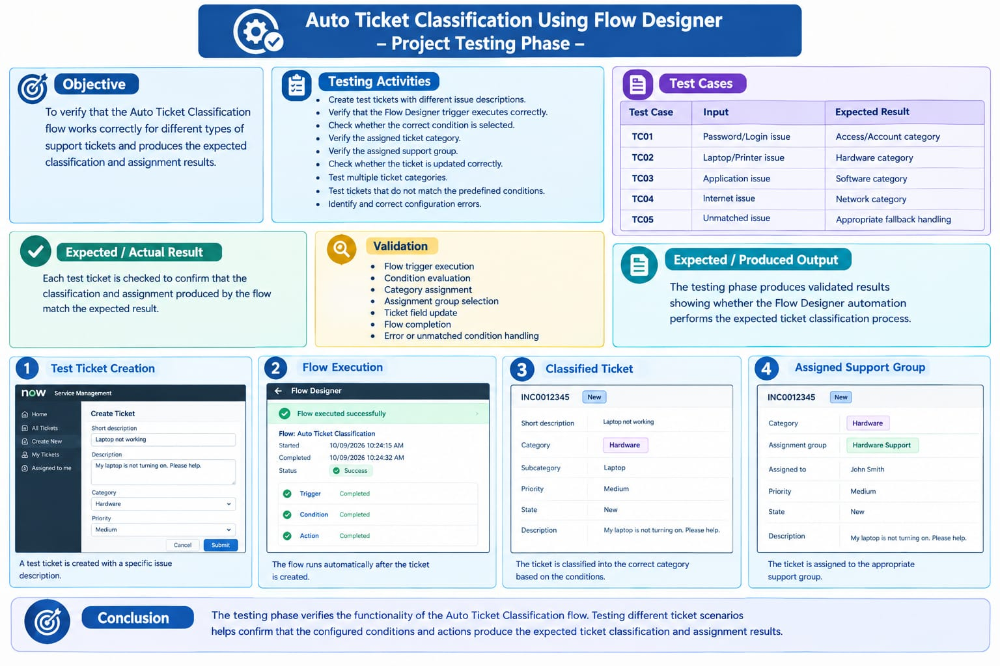 Auto Ticket Classification Using Flow Designer
– Project Testing Phase –
Objective
To verify that the Auto Ticket Classification
flow works correctly for different types of
support tickets and produces the expected
classification and assignment results.
Testing Activities
• Create test tickets with different issue descriptions.
• Verify that the Flow Designer trigger executes correctly.
• Check whether the correct condition is selected.
• Verify the assigned ticket category.
• Verify the assigned support group.
• Check whether the ticket is updated correctly.
• Test multiple ticket categories.
• Test tickets that do not match the predefined conditions.
• Identify and correct configuration errors.
Test Cases
Test Case Input Expected Result
TC01 Password/Login issue Access/Account category
TC02 Laptop/Printer issue Hardware category
TC03 Application issue Software category
TC04 Internet issue Network category
TC05 Unmatched issue Appropriate fallback handling
Expected / Actual Result
Each test ticket is checked to confirm that the
classification and assignment produced by the flow
match the expected result.
Validation
• Flow trigger execution
• Condition evaluation
• Category assignment
• Assignment group selection
• Ticket field update
• Flow completion
• Error or unmatched condition handling
Expected / Produced Output
The testing phase produces validated results
showing whether the Flow Designer automation
performs the expected ticket classification process.
1 Test Ticket Creation
now Service Management
Home
All Tickets
Create New
My Tickets
Assigned to me
Create Ticket
Short description
Laptop not working
Description
My laptop is not turning on. Please help.
Category
Hardware
Priority
Medium
Cancel Submit
A test ticket is created with a specific issue
description.
2 Flow Execution
← Flow Designer
Flow executed successfully
Flow: Auto Ticket Classification
Started 10/09/2026 10:24:15 AM
Completed 10/09/2026 10:24:32 AM
Status Success
Trigger Completed
Condition Completed
Action Completed
The flow runs automatically after the ticket
is created.
3 Classified Ticket
INC0012345 New
Short description Laptop not working
Category Hardware
Subcategory Laptop
Priority Medium
State New
Description My laptop is not turning on. Please help.
The ticket is classified into the correct category
based on the conditions.
4 Assigned Support Group
INC0012345 New
Category Hardware
Assignment group Hardware Support
Assigned to John Smith
Priority Medium
State New
Description My laptop is not turning on. Please help.
The ticket is assigned to the appropriate
support group.
Conclusion
The testing phase verifies the functionality of the Auto Ticket Classification flow. Testing different ticket scenarios
helps confirm that the configured conditions and actions produce the expected ticket classification and assignment results.